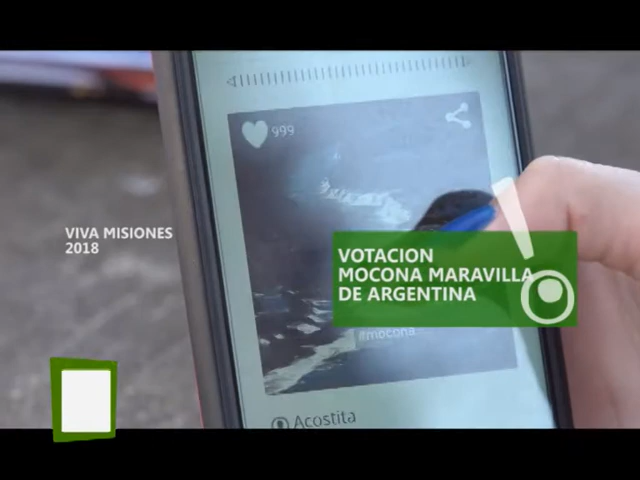 999
VIVA MISIONES
2018
VOTACION
MOCONA MARAVILLA
DE ARGENTINA
#mocona
Acostita